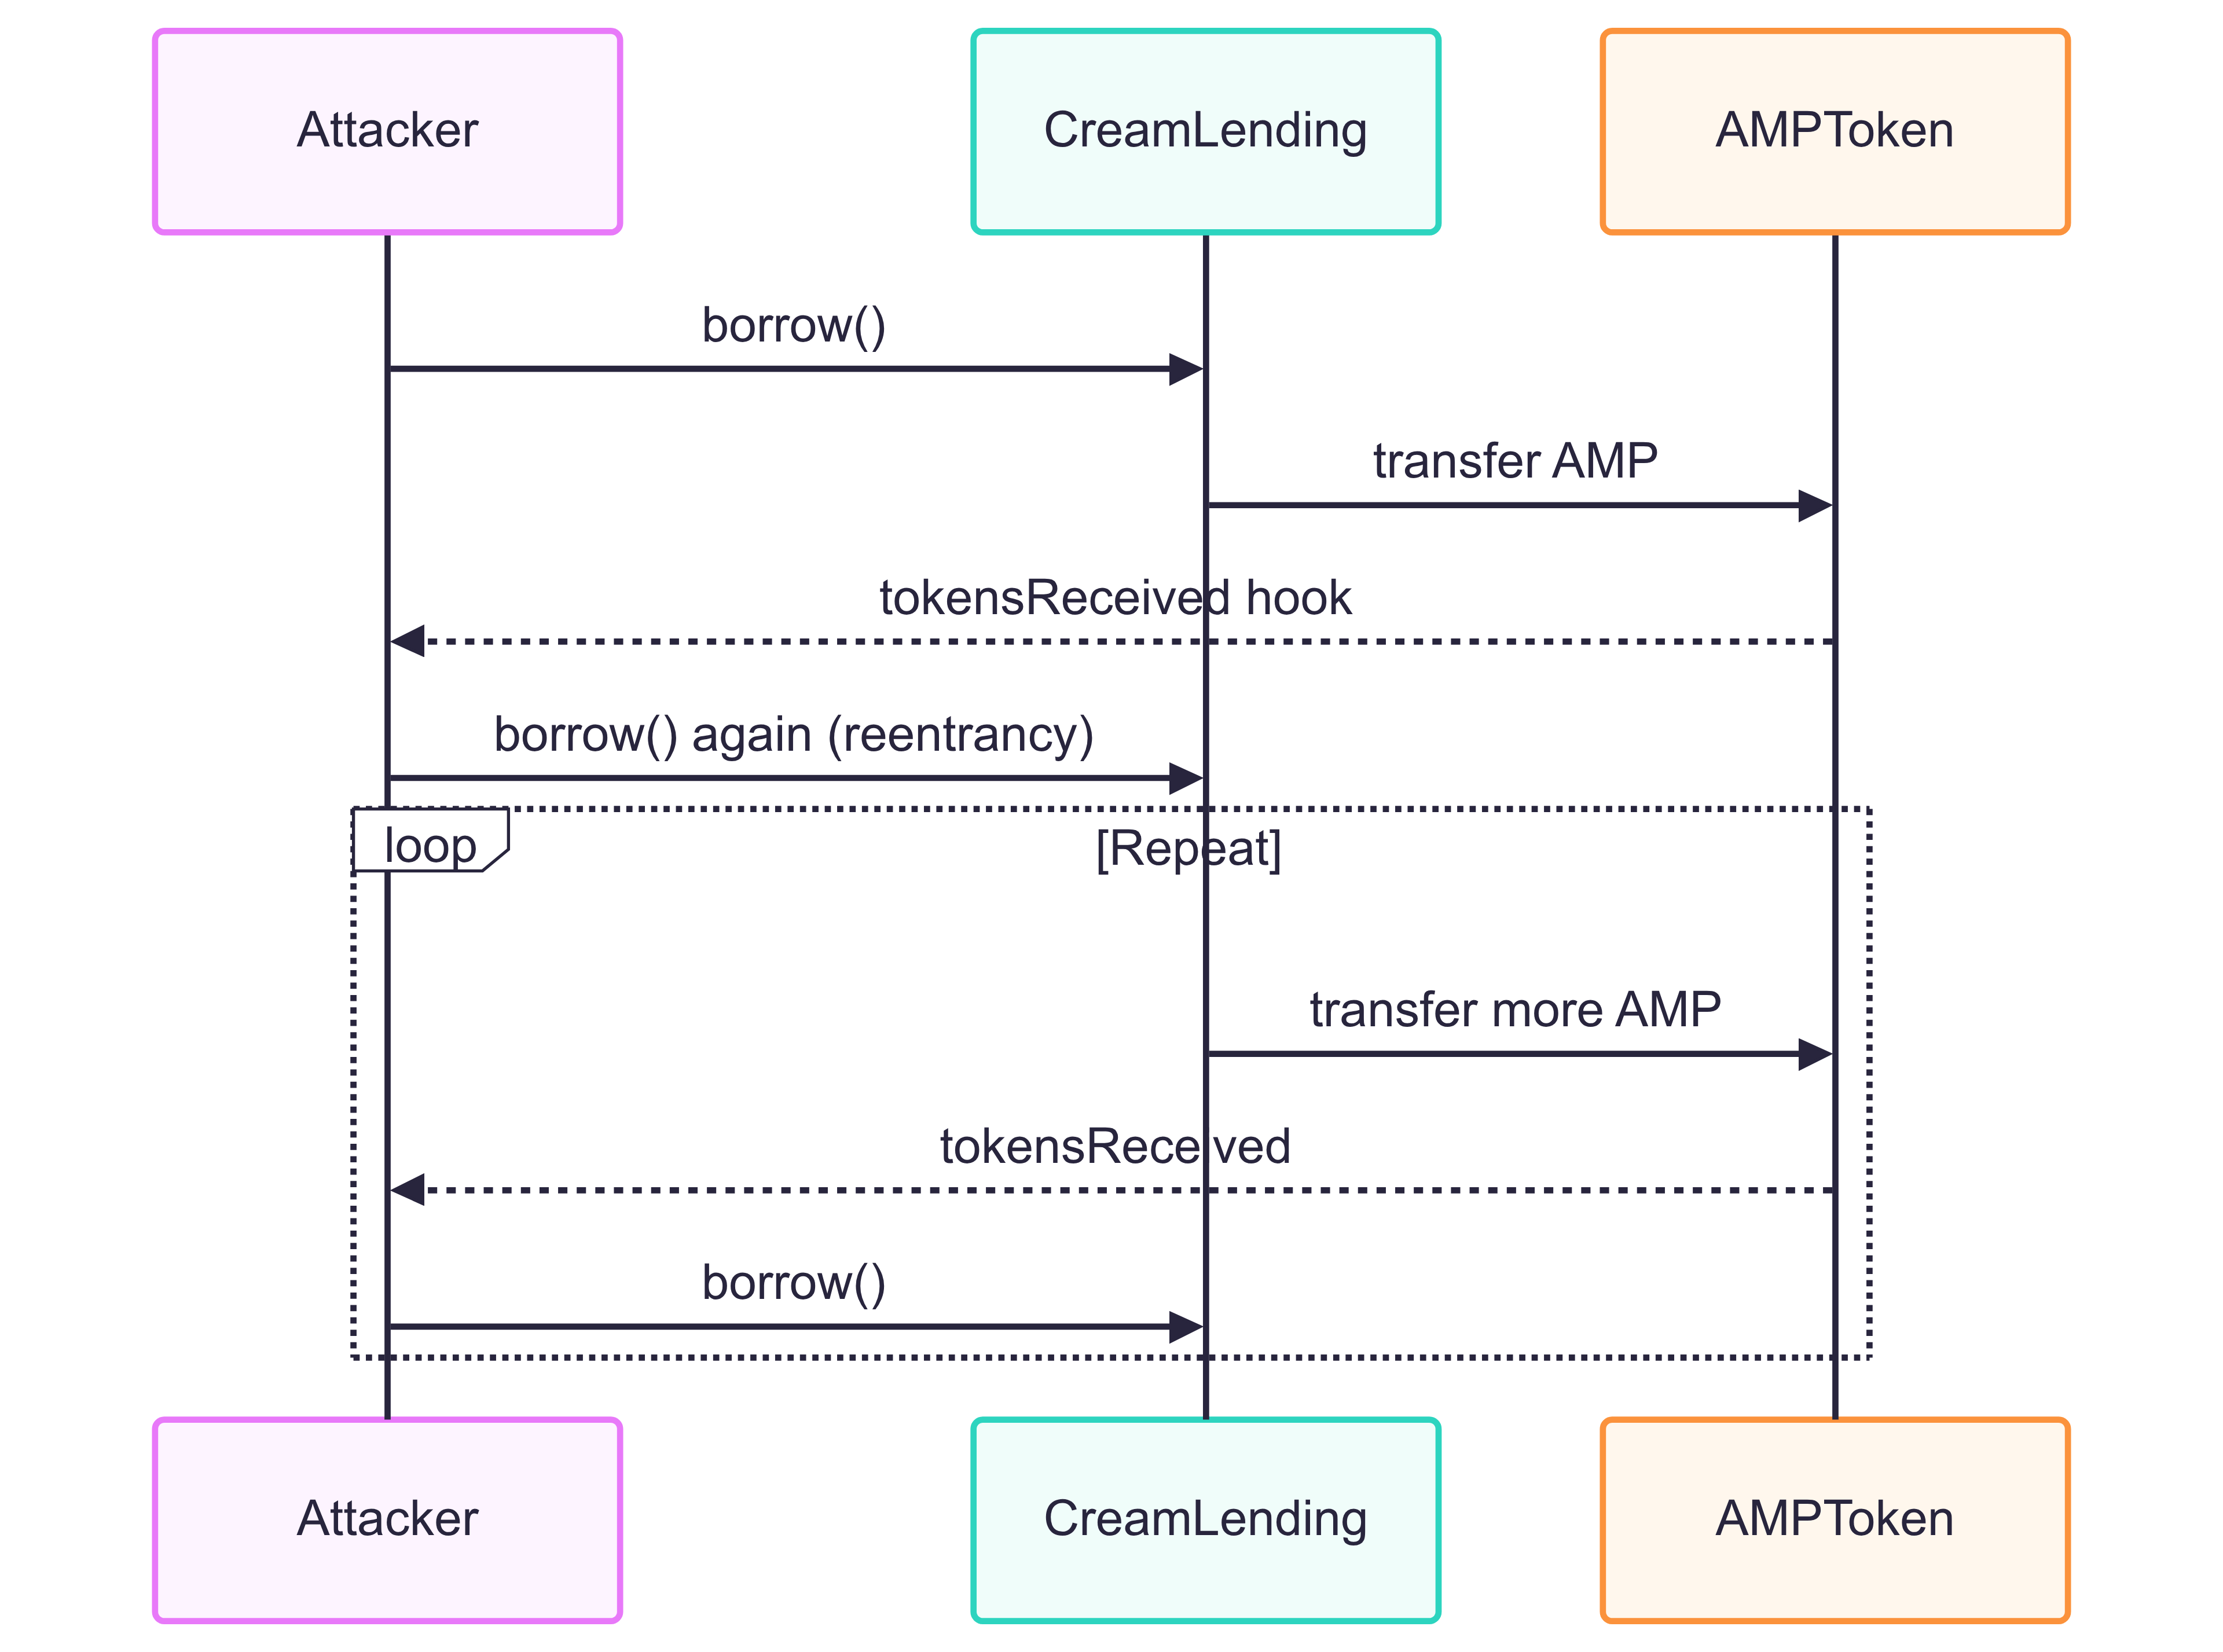 Attacker
CreamLending
AMPToken
borrow()
transfer AMP
tokensReceived hook
borrow() again (reentrancy)
loop
[Repeat]
transfer more AMP
tokensReceived
borrow()
Attacker
CreamLending
AMPToken